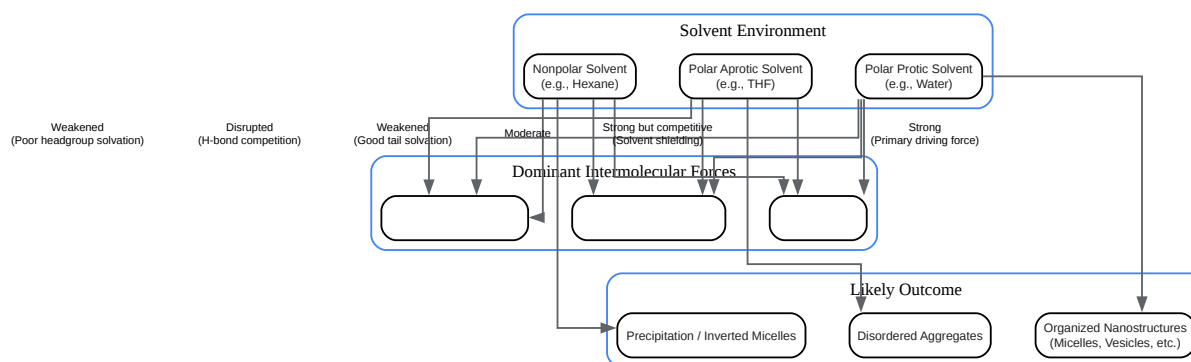 Solvent Environment
Nonpolar Solvent
(e.g., Hexane)
Polar Aprotic Solvent
(e.g., THF)
Polar Protic Solvent
(e.g., Water)
Weakened
(Poor headgroup solvation)
Disrupted
(H-bond competition)
Weakened
(Good tail solvation)
Moderate
Strong but competitive
(Solvent shielding)
Strong
(Primary driving force)
Dominant Intermolecular Forces
Likely Outcome
Precipitation / Inverted Micelles
Disordered Aggregates
Organized Nanostructures
(Micelles, Vesicles, etc.)